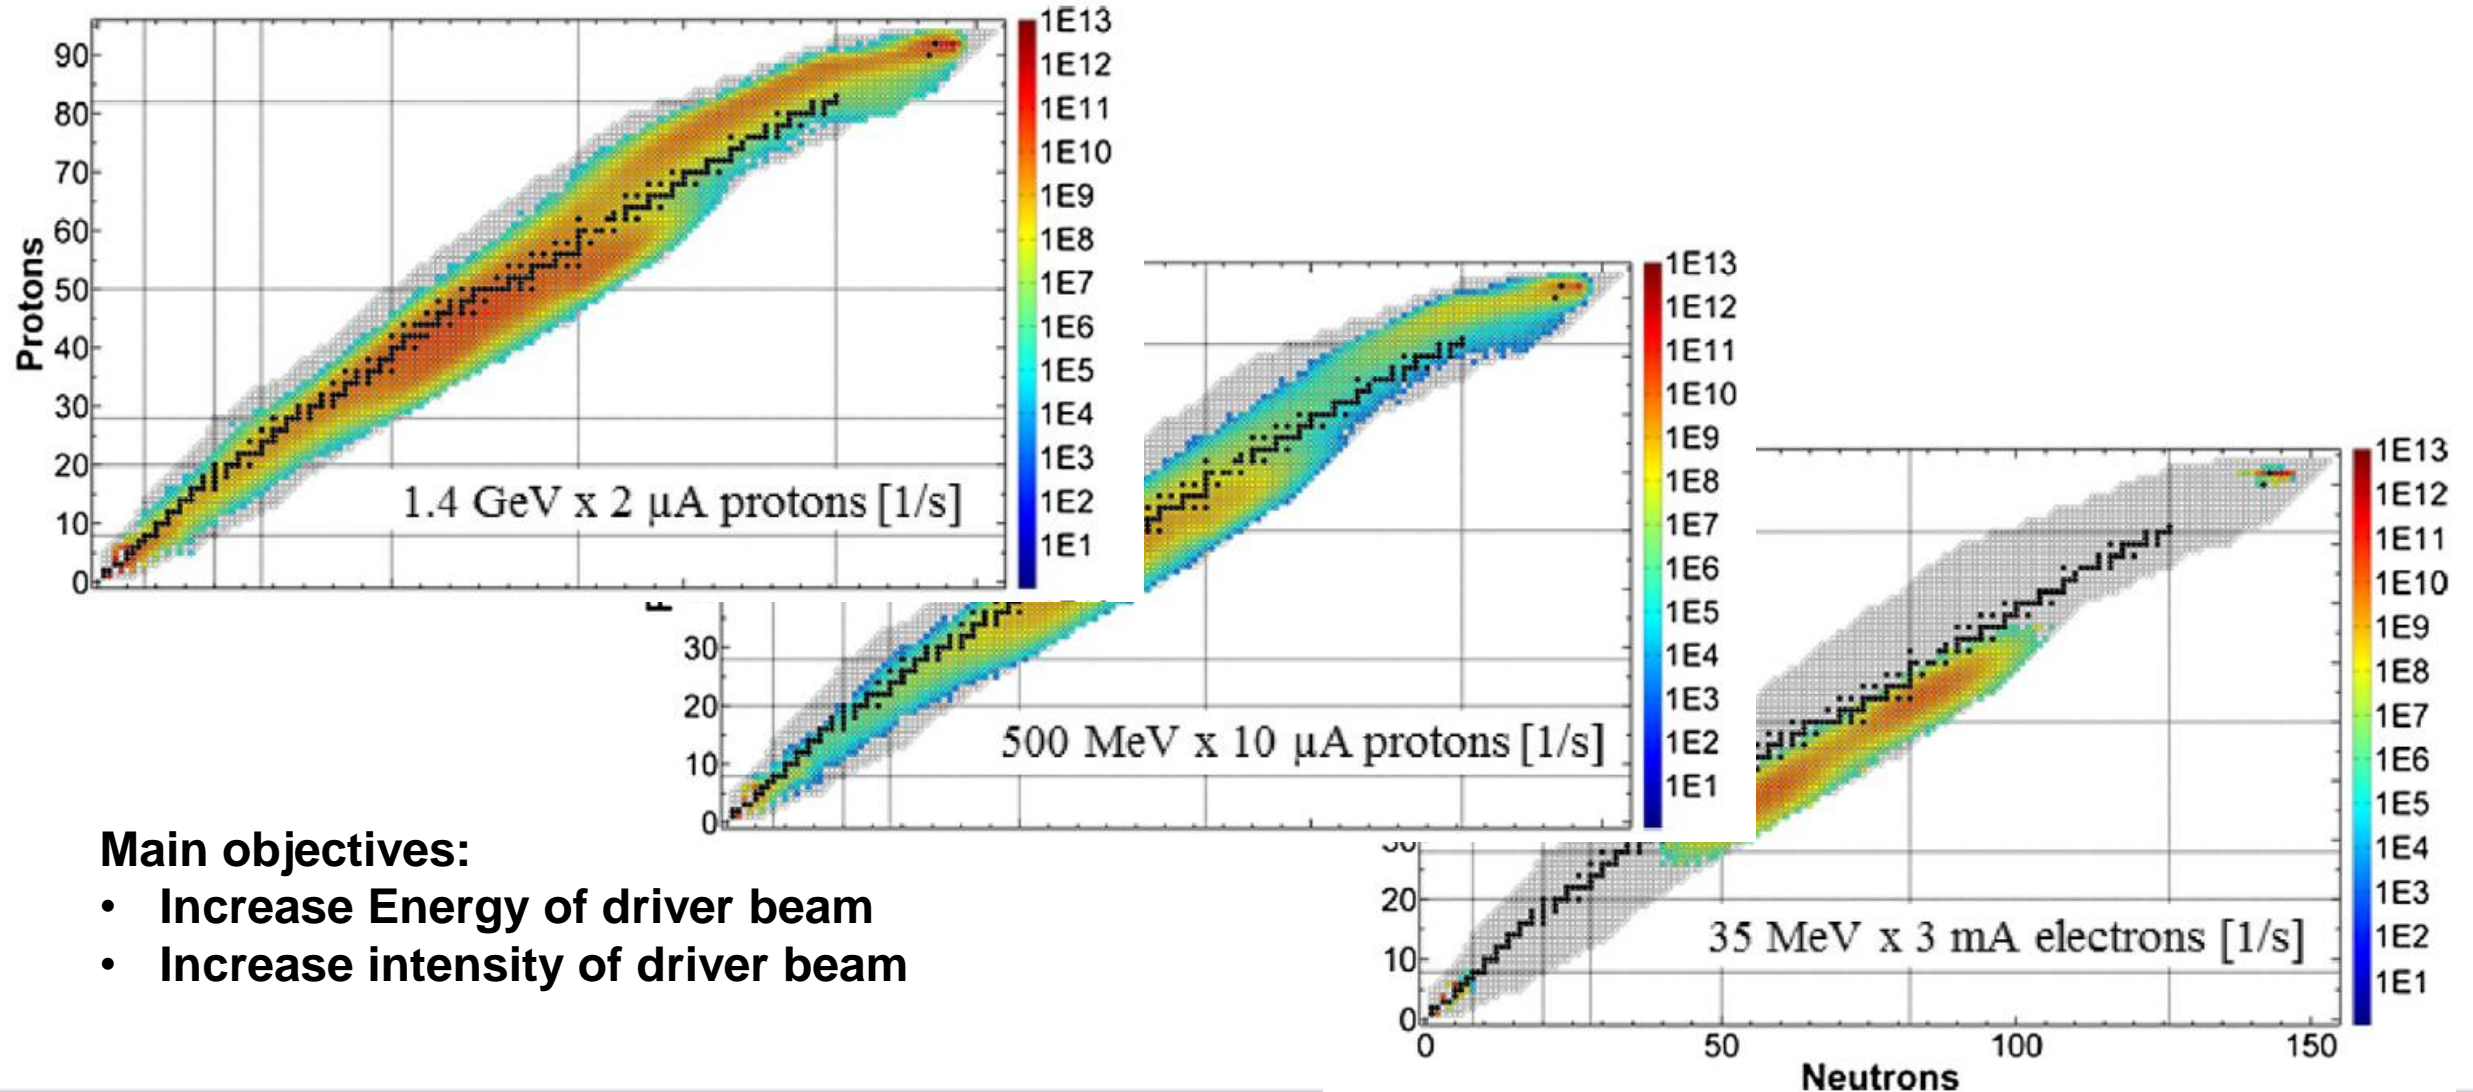 1E13
1E12
1E11
1E10
1E9
1E8
1E7
1E6
1E5
1E4
1E3
1E2
1E1
Protons
90
80
70
60
50
40
30
20
10
0
1.4 GeV x 2 µA protons [1/s]
1E13
1E12
1E11
1E10
1E9
1E8
1E7
1E6
1E5
1E4
1E3
1E2
1E1
30
20
10
0
500 MeV x 10 µA protons [1/s]
1E13
1E12
1E11
1E10
1E9
1E8
1E7
1E6
1E5
1E4
1E3
1E2
1E1
20
10
0
35 MeV x 3 mA electrons [1/s]
0 50 100 150
Neutrons
Main objectives:
• Increase Energy of driver beam
• Increase intensity of driver beam